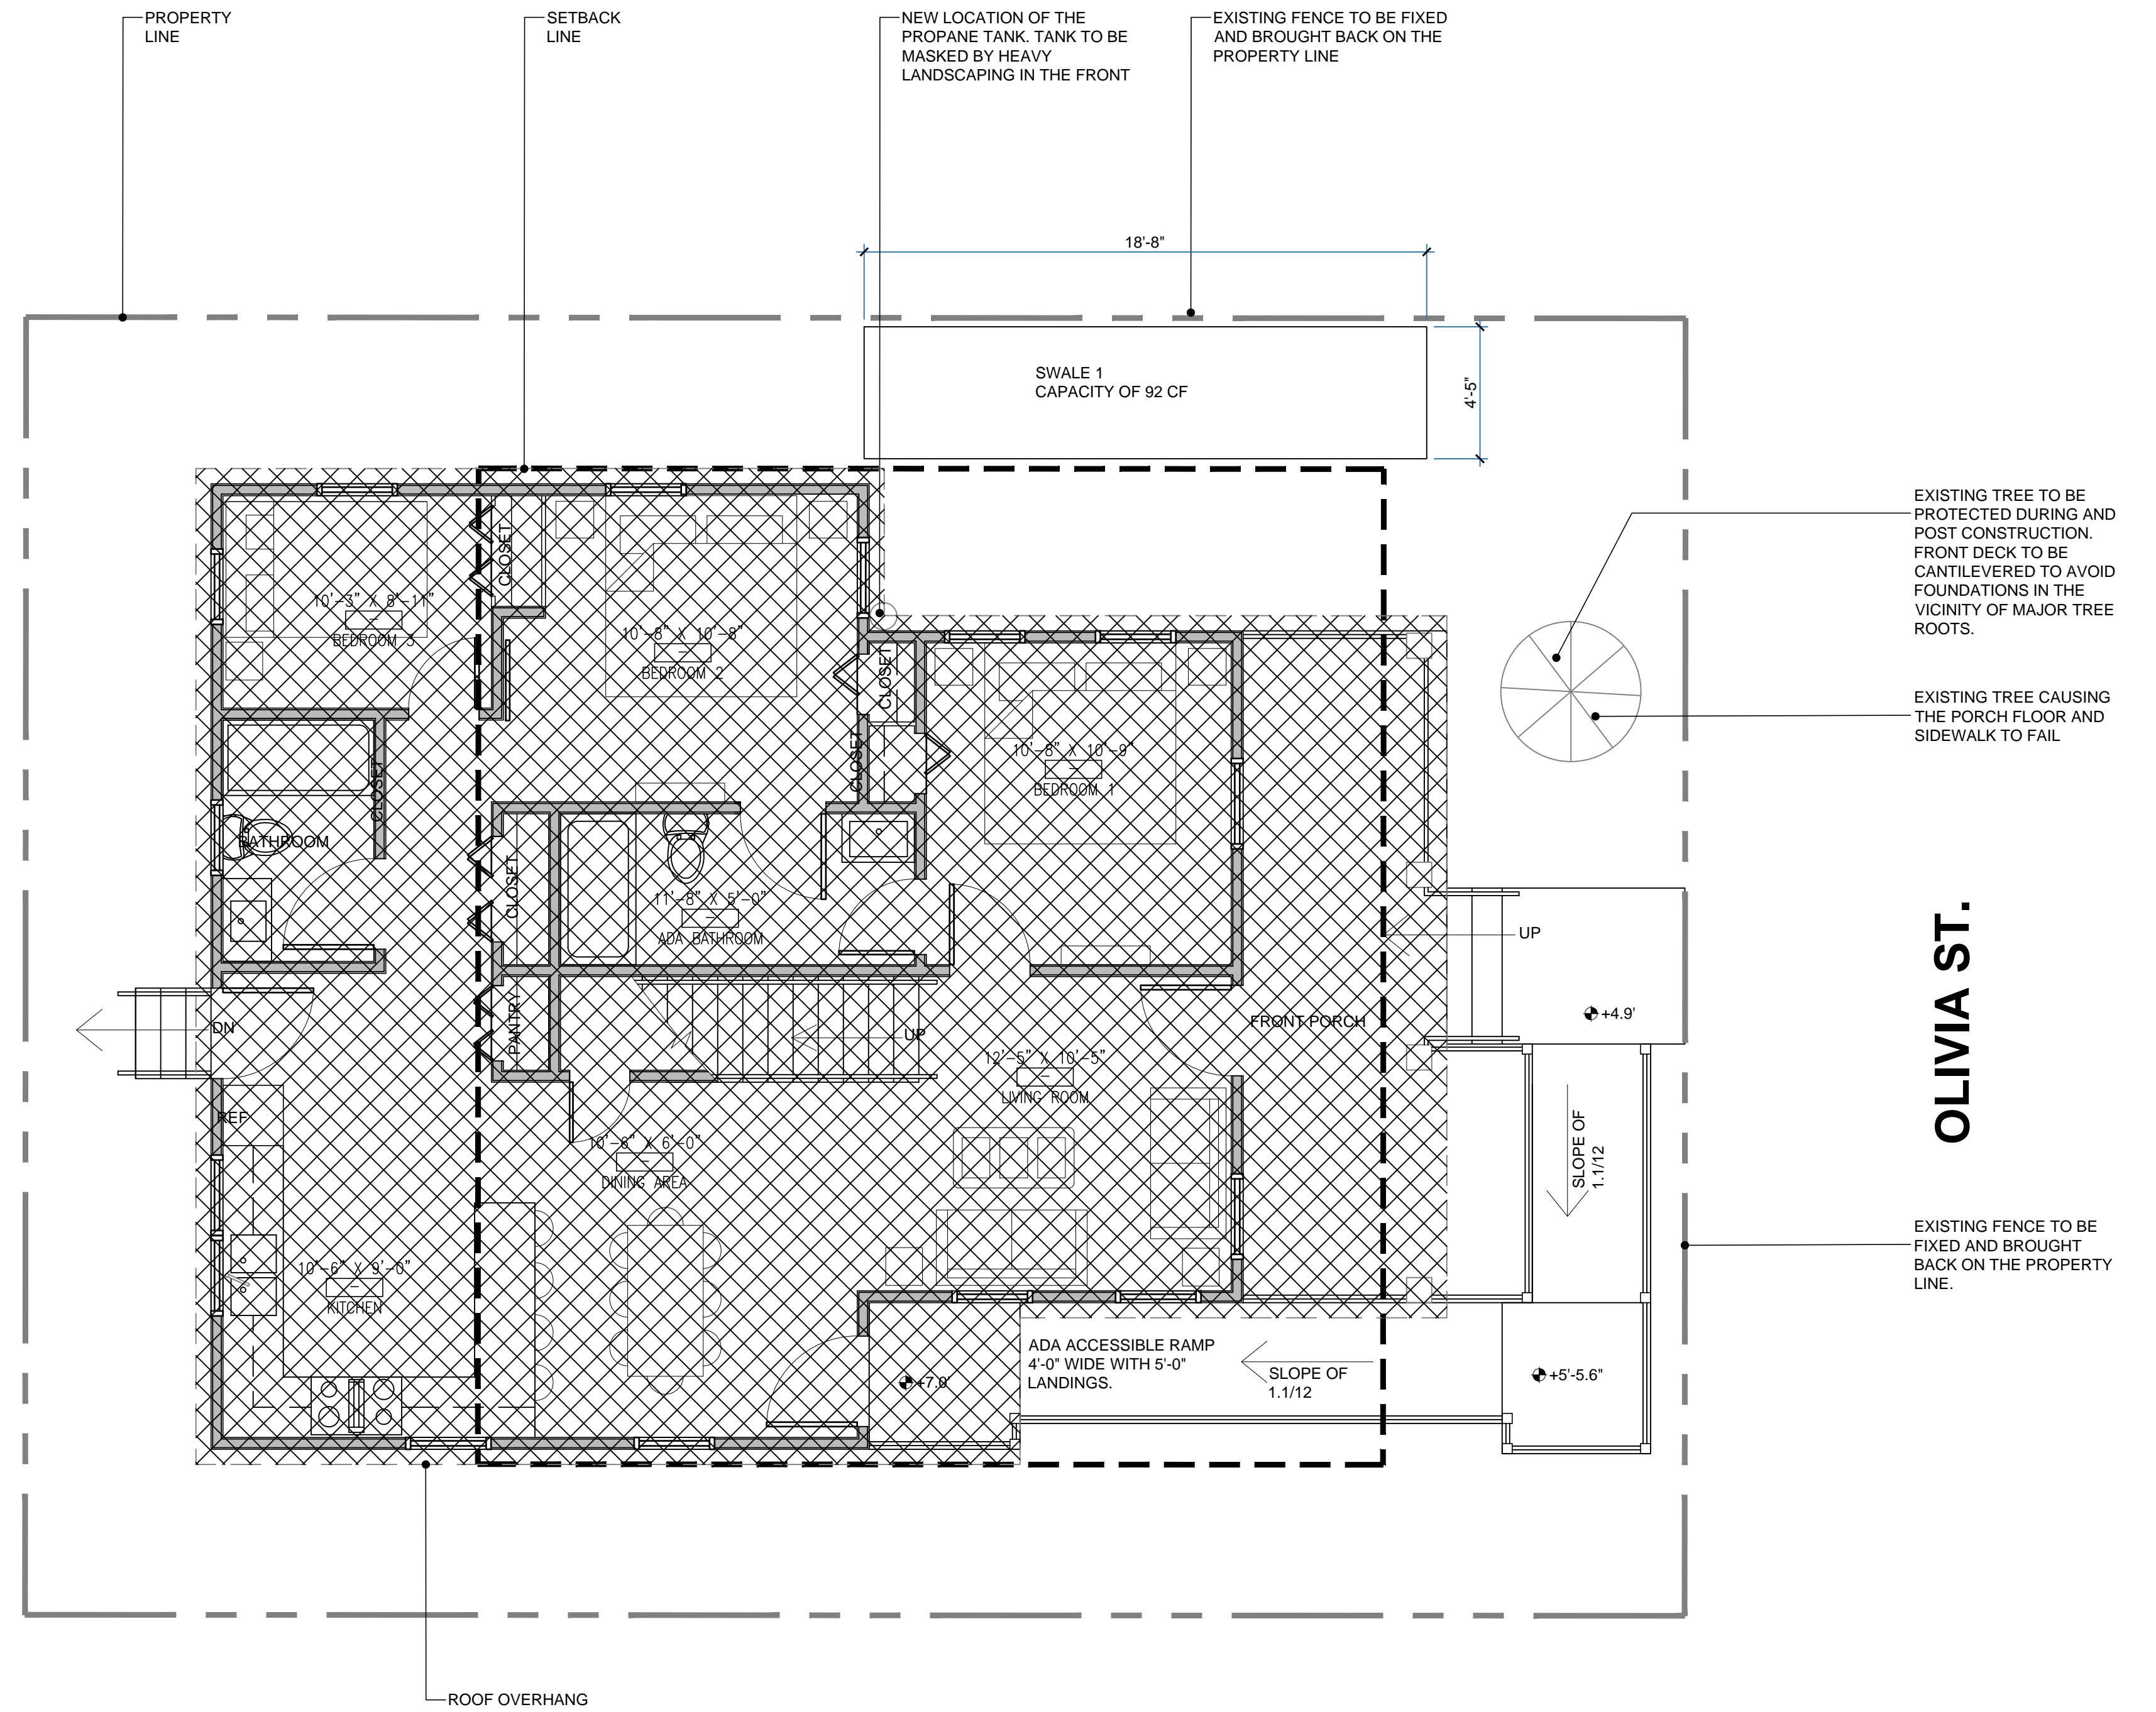 PROPERTY
LINE
SETBACK
LINE
NEW LOCATION OF THE
PROPANE TANK. TANK TO BE
MASKED BY HEAVY
LANDSCAPING IN THE FRONT
EXISTING FENCE TO BE FIXED
AND BROUGHT BACK ON THE
PROPERTY LINE
18'-8"
SWALE 1
CAPACITY OF 92 CF
4'-5"
EXISTING TREE TO BE
PROTECTED DURING AND
POST CONSTRUCTION.
FRONT DECK TO BE
CANTILEVERED TO AVOID
FOUNDATIONS IN THE
VICINITY OF MAJOR TREE
ROOTS.
EXISTING TREE CAUSING
THE PORCH FLOOR AND
SIDEWALK TO FAIL
CLOSET
10'-3" X 8'-11"
BEDROOM 3
10'-8" X 10'-8"
BEDROOM 2
CLOSET
CLOSET
CLOSET
10'-8" X 10'-9"
BEDROOM 1
BATHROOM
CLOSET
11'-8" X 5'-0"
ADA BATHROOM
UP
+4.9'
OLIVIA ST.
DN
PANTRY
UP
FRONT PORCH
12'-5" X 10'-5"
LIVING ROOM
REF
10'-6" X 6'-0"
DINING AREA
SLOPE OF
1.1/12
EXISTING FENCE TO BE
FIXED AND BROUGHT
BACK ON THE PROPERTY
LINE.
10'-6" X 9'-0"
KITCHEN
ADA ACCESSIBLE RAMP
4'-0" WIDE WITH 5'-0"
LANDINGS.
SLOPE OF
1.1/12
+7.0'
+5'-5.6"
ROOF OVERHANG